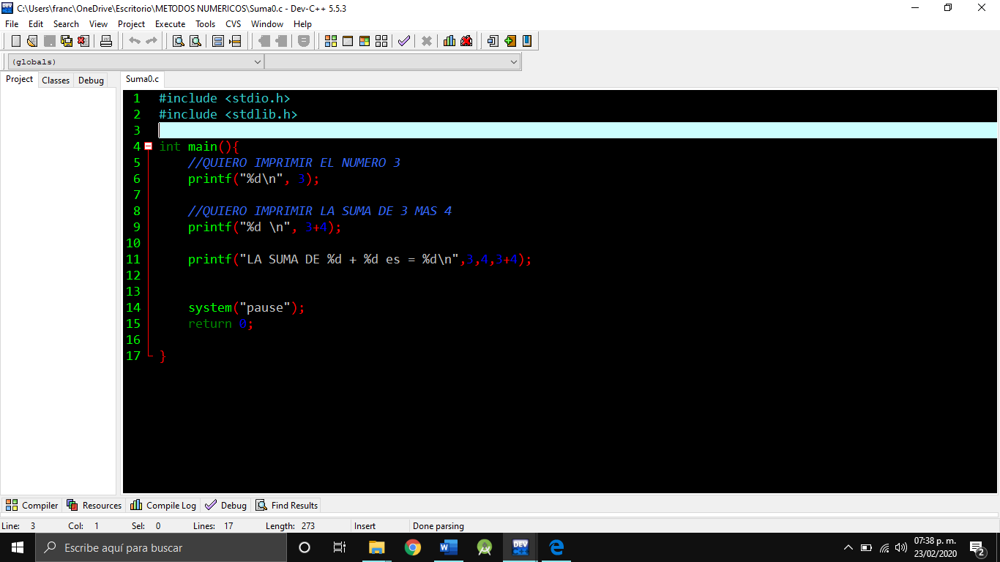 C:\Users\franc\OneDrive\Escritorio\METODOS NUMERICOS\Suma0.c - Dev-C++ 5.5.3
File Edit Search View Project Execute Tools CVS Window Help
(globals)
Project Classes Debug Suma0.c
1 #include <stdio.h>
2 #include <stdlib.h>
3
4 int main(){
5 //QUIERO IMPRIMIR EL NUMERO 3
6 printf("%d\n", 3);
7
8 //QUIERO IMPRIMIR LA SUMA DE 3 MAS 4
9 printf("%d \n", 3+4);
10
11 printf("LA SUMA DE %d + %d es = %d\n",3,4,3+4);
12
13
14 system("pause");
15 return 0;
16
17 }
Compiler Resources Compile Log Debug Find Results
Line: 3 Col: 1 Sel: 0 Lines: 17 Length: 273 Insert Done parsing
Escribe aquí para buscar
DEV C++
07:38 p. m.
23/02/2020
2